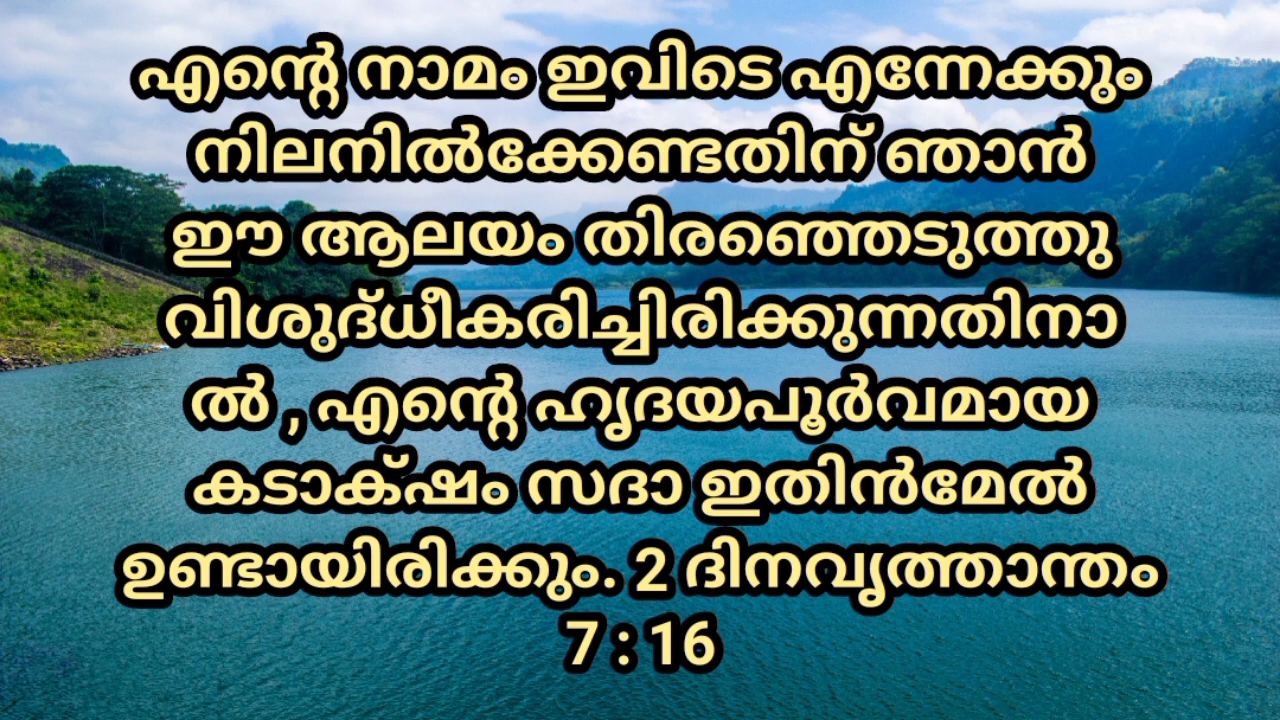 എന്റെ നാമം ഇവിടെ എന്നേക്കും
നിലനിൽക്കേണ്ടതിന് ഞാൻ
ഈ ആലയം തിരഞ്ഞെടുത്തു
വിശുദ്ധീകരിച്ചിരിക്കുന്നതിനാ
ൽ , എന്റെ ഹൃദയപൂർവമായ
കടാക്ഷം സദാ ഇതിൻമേൽ
ഉണ്ടായിരിക്കും. 2 ദിനവൃത്താന്തം
7 : 16